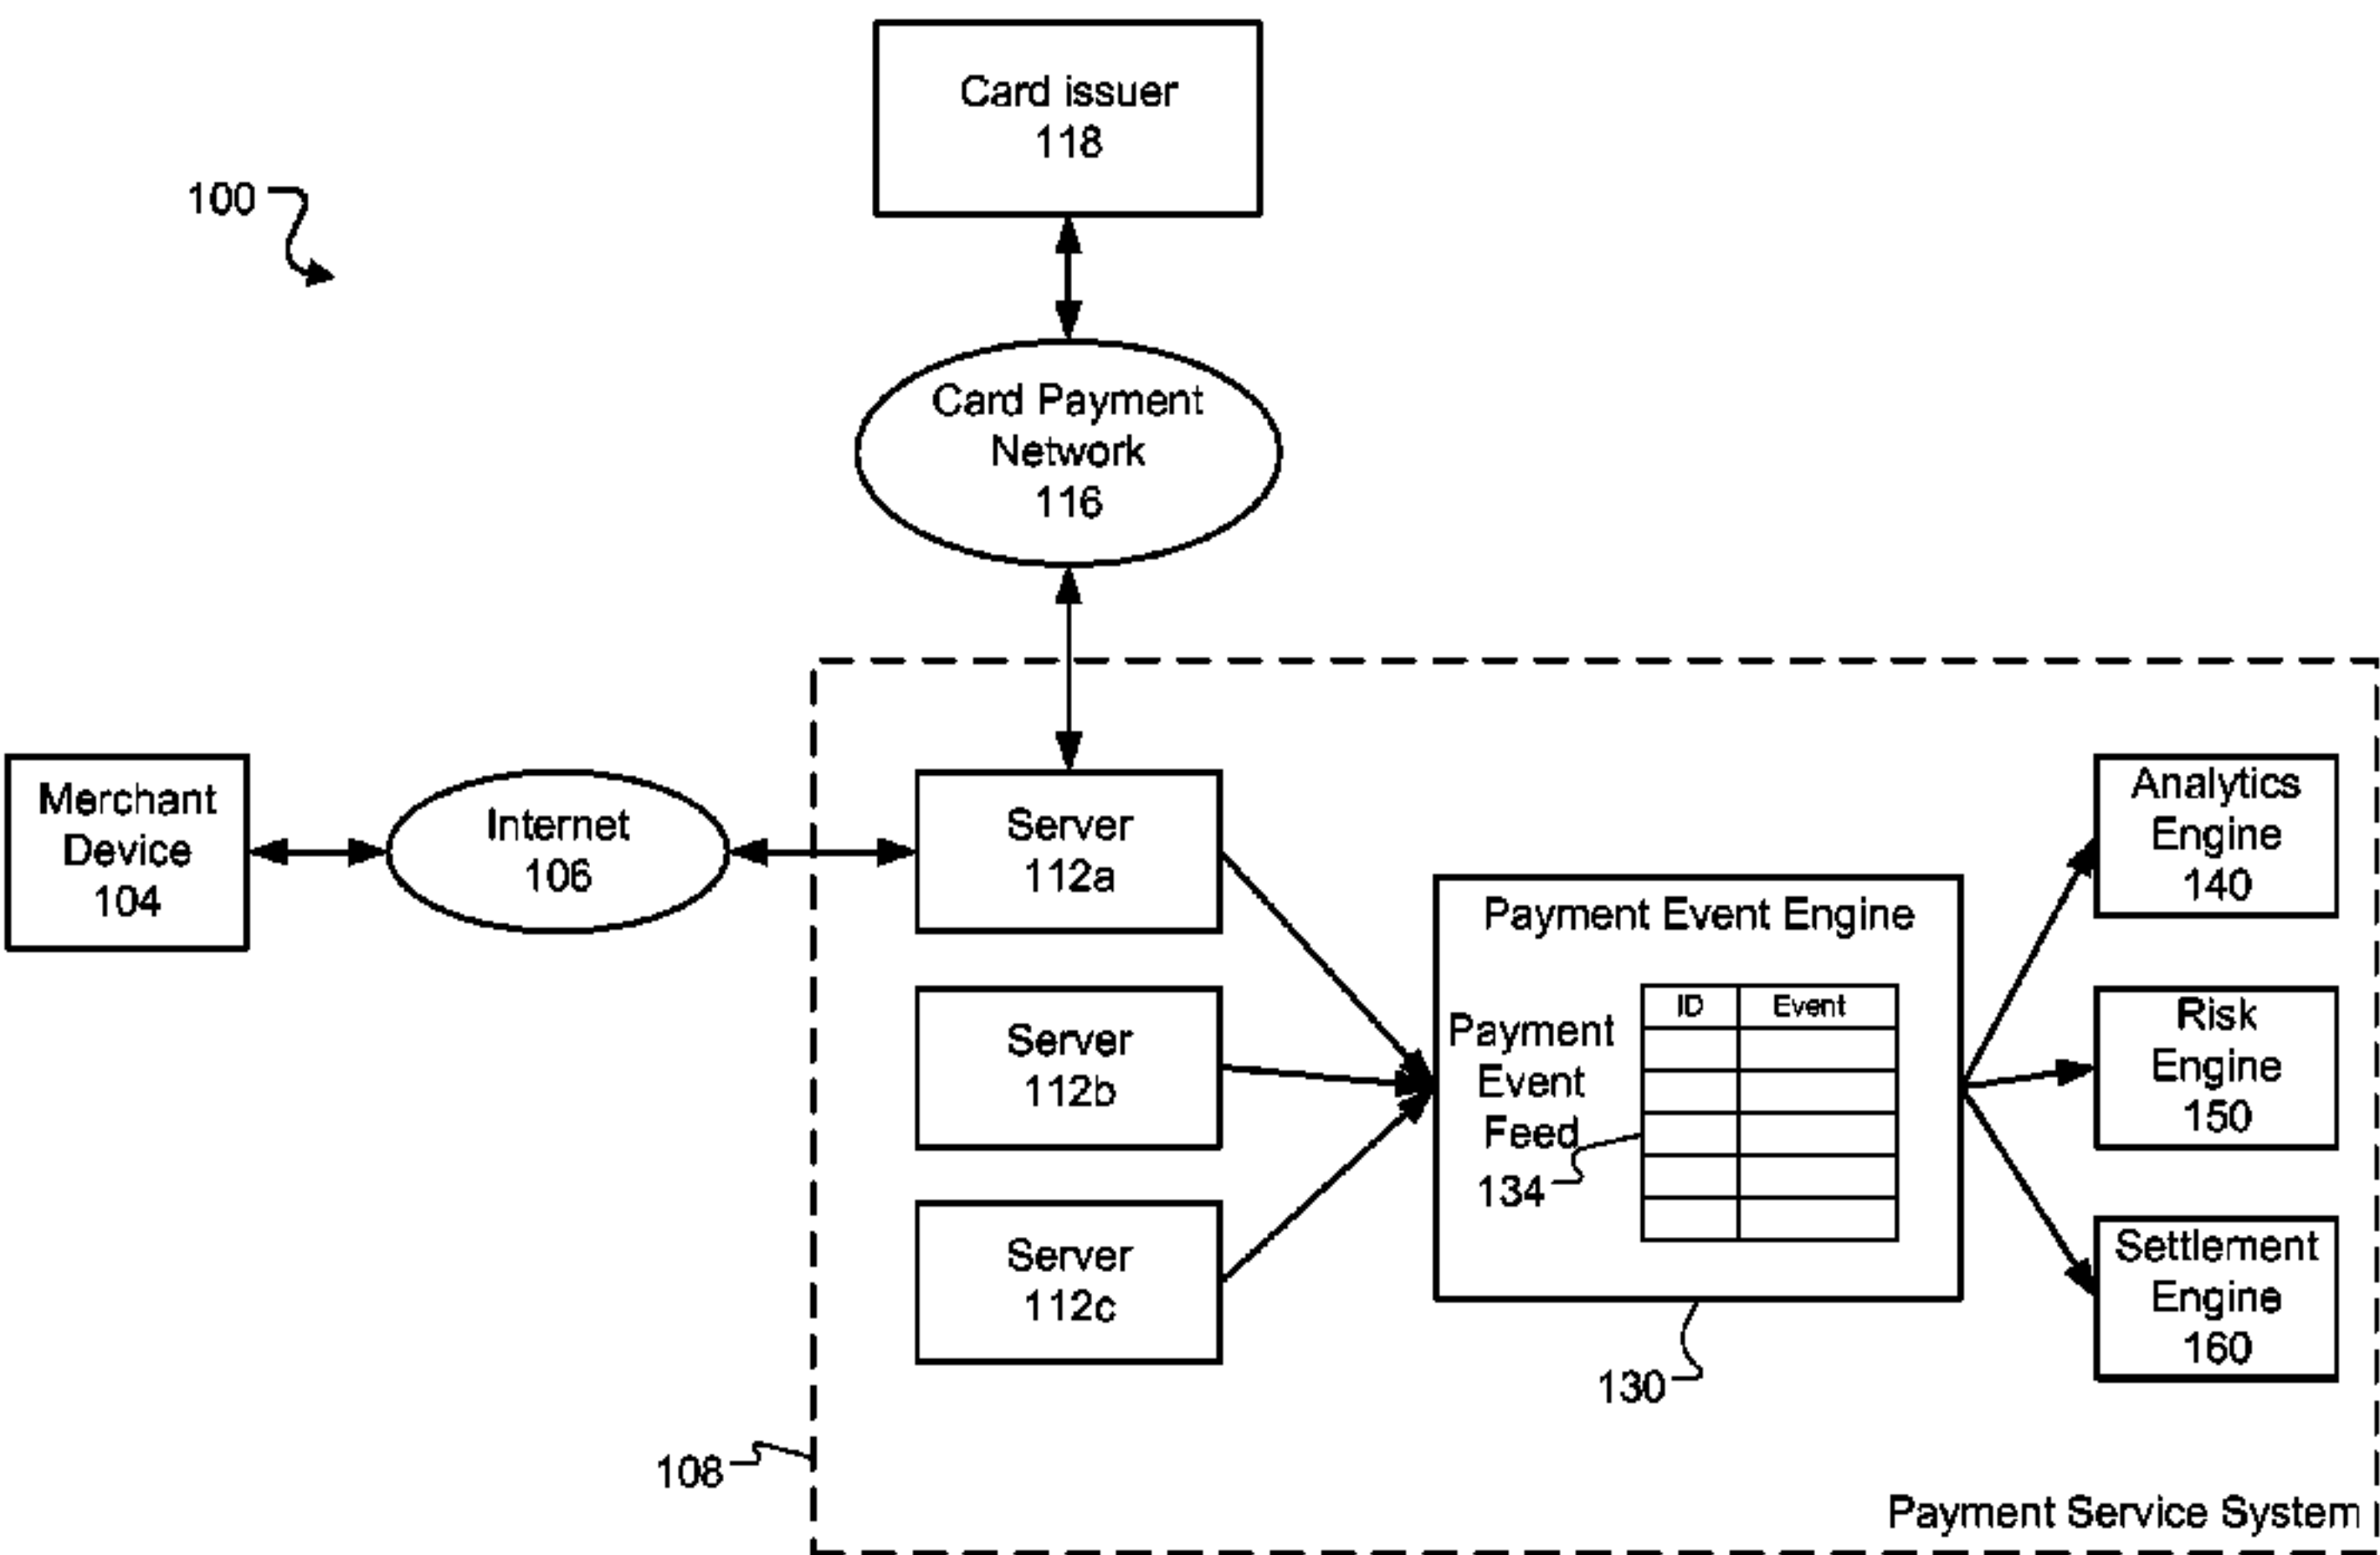 Card issuer
118
100
Card Payment
Network
116
Merchant
Device
104
Internet
106
Server
112a
Server
112b
Server
112c
Payment Event Engine
Payment
Event
Feed
134
ID Event
130
Analytics
Engine
140
Risk
Engine
150
Settlement
Engine
160
108
Payment Service System